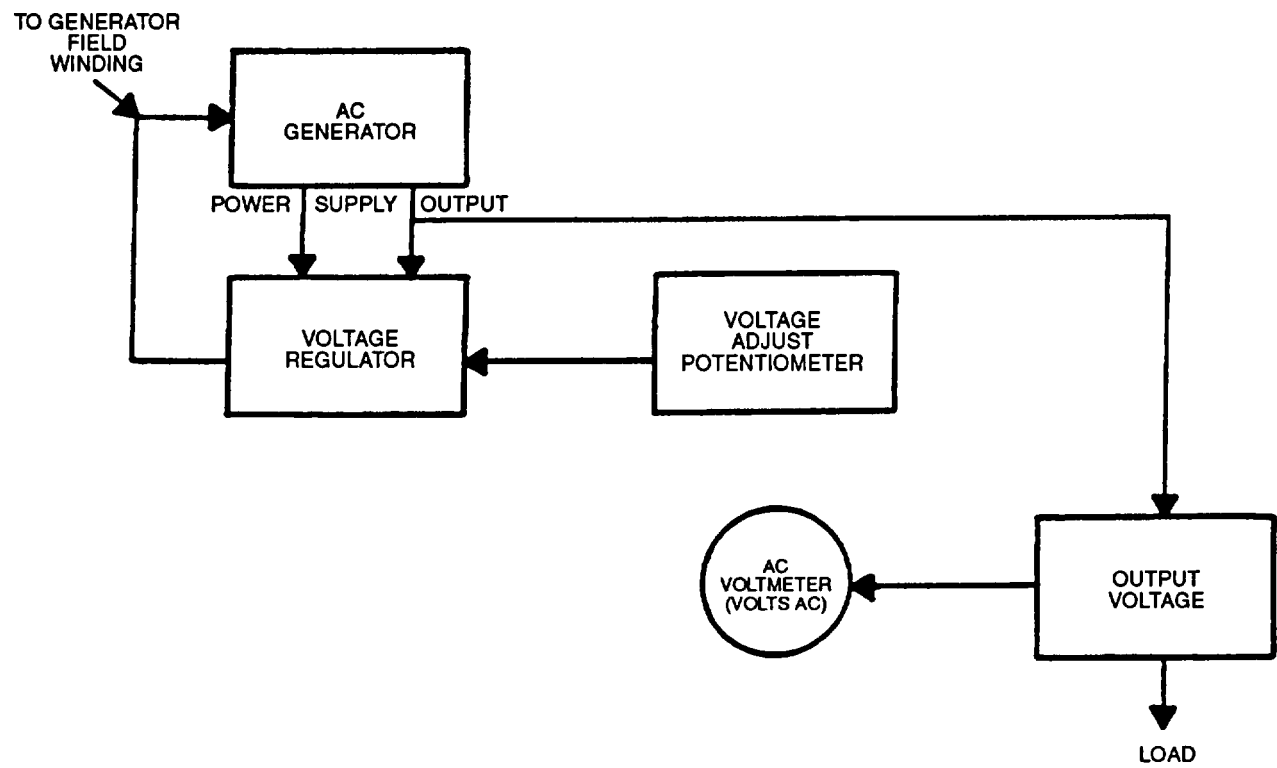 TO GENERATOR
FIELD
WINDING
AC
GENERATOR
POWER SUPPLY OUTPUT
VOLTAGE
REGULATOR
VOLTAGE
ADJUST
POTENTIOMETER
AC
VOLTMETER
(VOLTS AC)
OUTPUT
VOLTAGE
LOAD